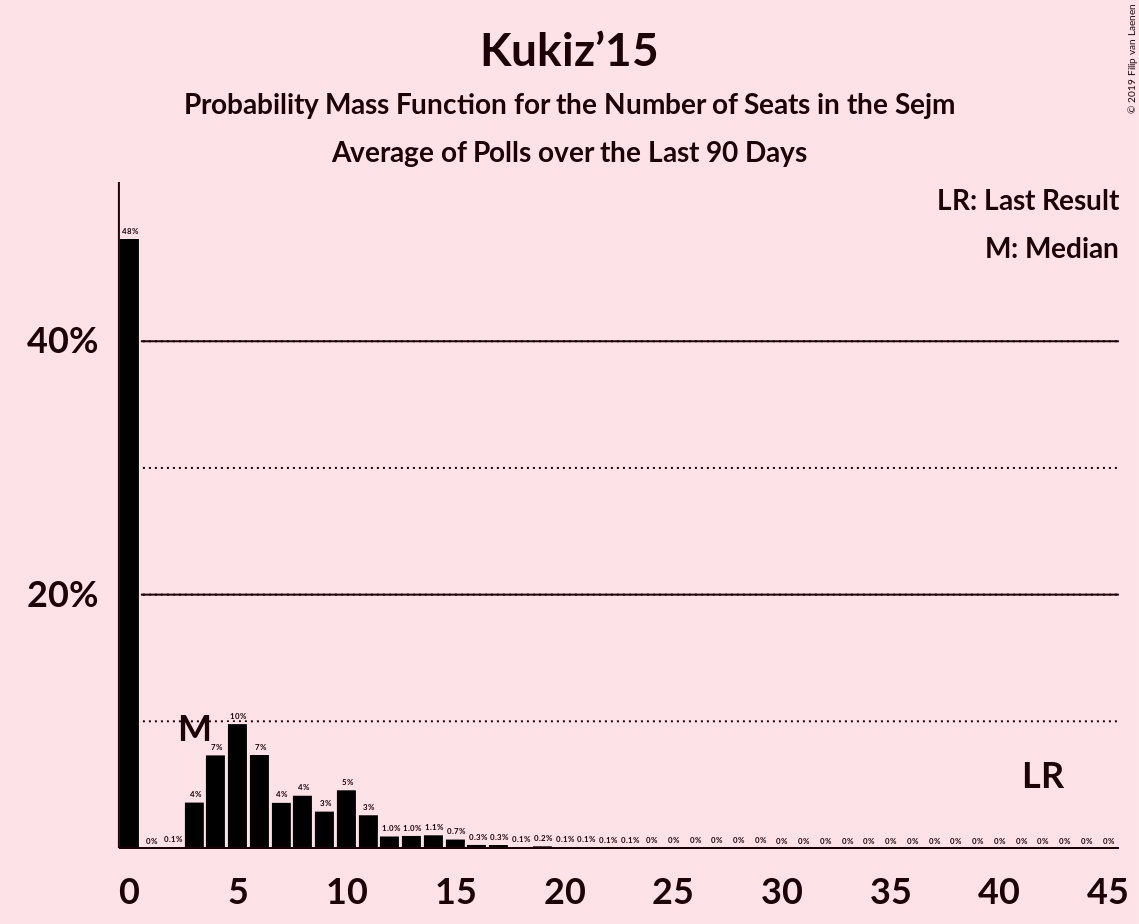 Kukiz’15
Probability Mass Function for the Number of Seats in the Sejm
Average of Polls over the Last 90 Days
© 2019 Filip van Laenen
LR: Last Result
M: Median
48%
40%
20%
M
LR
0% 0.1% 4% 7% 10% 7% 4% 4% 3% 5% 3% 1.0% 1.0% 1.1% 0.7% 0.3% 0.3% 0.1% 0.2% 0.1% 0.1% 0.1% 0.1% 0% 0% 0% 0% 0% 0% 0% 0% 0% 0% 0% 0% 0% 0% 0% 0% 0% 0% 0% 0% 0% 0%
0 5 10 15 20 25 30 35 40 45